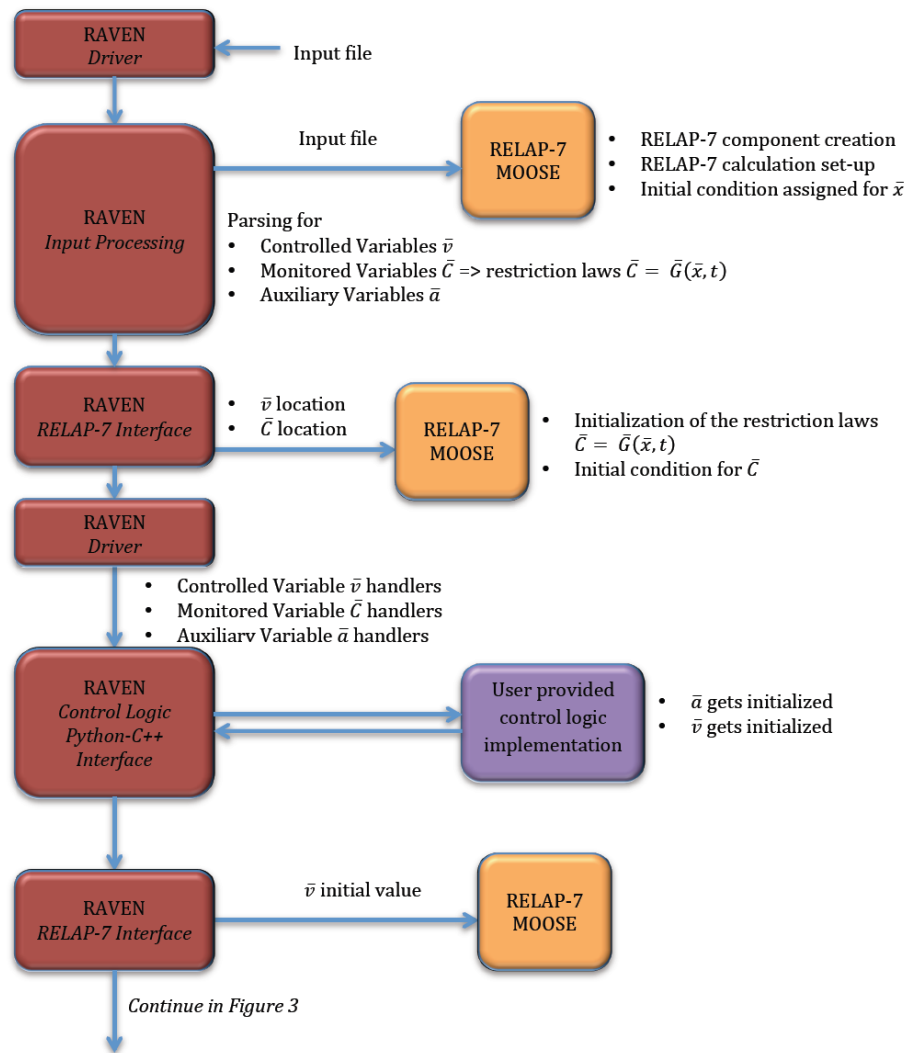 RAVEN
Driver
Input file
Input file
RAVEN
Input Processing
RELAP-7
MOOSE
• RELAP-7 component creation
• RELAP-7 calculation set-up
• Initial condition assigned for x̄
Parsing for
• Controlled Variables v̄
• Monitored Variables C̄ => restriction laws C̄ = Ḡ(x̄, t)
• Auxiliary Variables ā
RAVEN
RELAP-7 Interface
• v̄ location
• C̄ location
RELAP-7
MOOSE
• Initialization of the restriction laws
C̄ = Ḡ(x̄, t)
• Initial condition for C̄
RAVEN
Driver
• Controlled Variable v̄ handlers
• Monitored Variable C̄ handlers
• Auxiliary Variable ā handlers
RAVEN
Control Logic
Python-C++
Interface
User provided
control logic
implementation
• ā gets initialized
• v̄ gets initialized
RAVEN
RELAP-7 Interface
v̄ initial value
RELAP-7
MOOSE
Continue in Figure 3